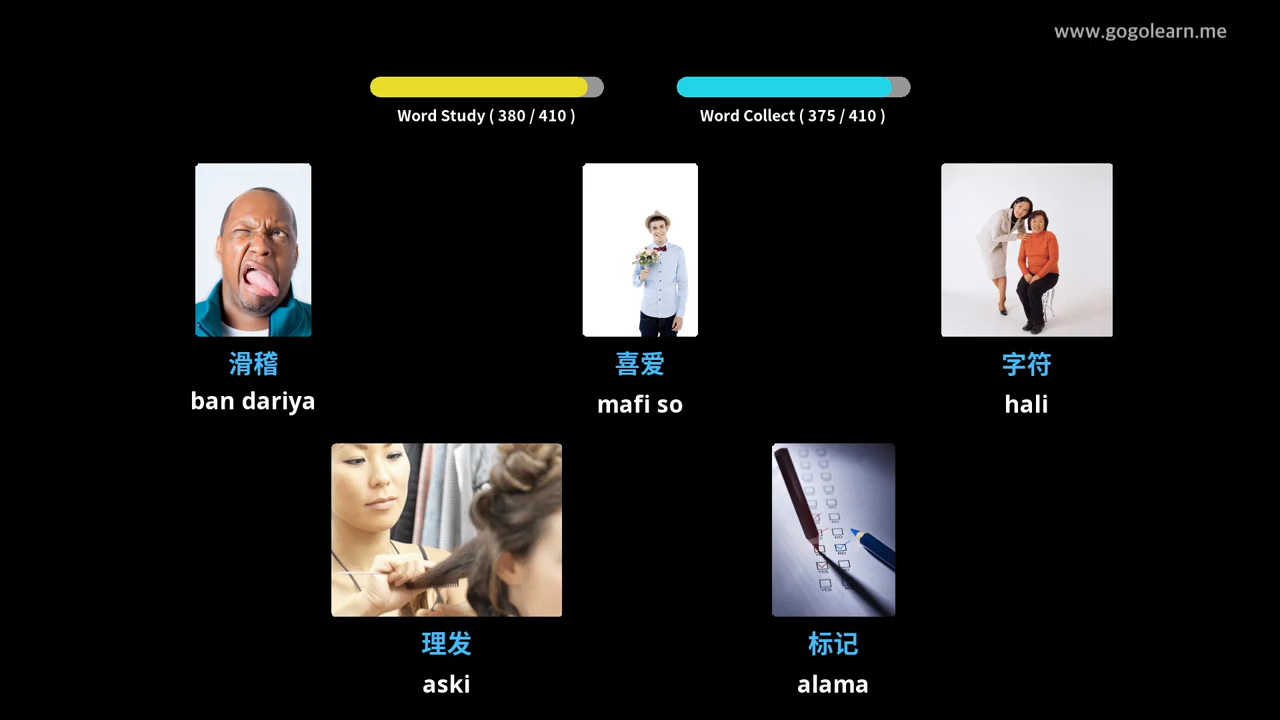 www.gogolearn.me
Word Study ( 380 / 410 )
Word Collect ( 375 / 410 )
滑稽
ban dariya
喜爱
mafi so
字符
hali
理发
aski
标记
alama